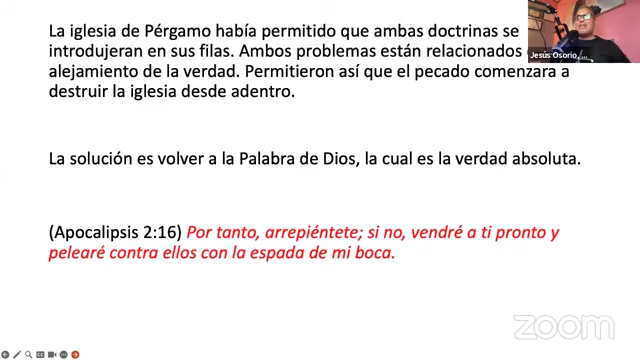 La iglesia de Pérgamo había permitido que ambas doctrinas se
introdujeran en sus filas. Ambos problemas están relacionados
alejamiento de la verdad. Permitieron así que el pecado comenzara a
destruir la iglesia desde adentro.
La solución es volver a la Palabra de Dios, la cual es la verdad absoluta.
(Apocalipsis 2:16) Por tanto, arrepiéntete; si no, vendré a ti pronto y
pelearé contra ellos con la espada de mi boca.
Jesús Osorio, ...
zoom